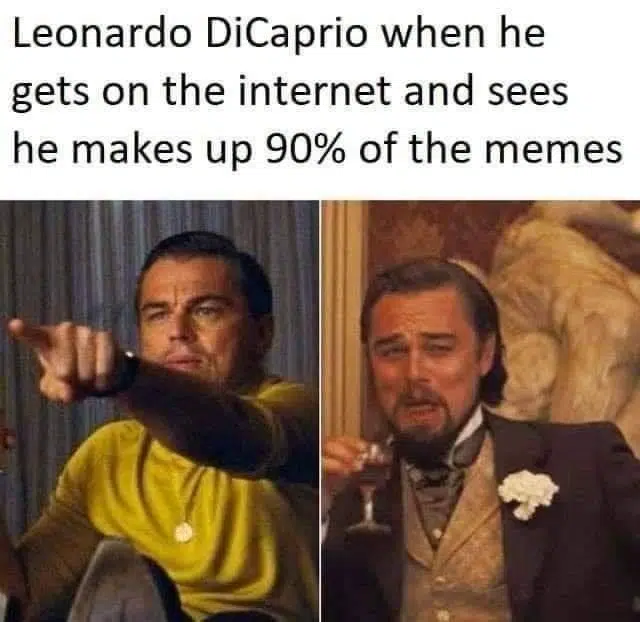 Leonardo DiCaprio when he
gets on the internet and sees
he makes up 90% of the memes